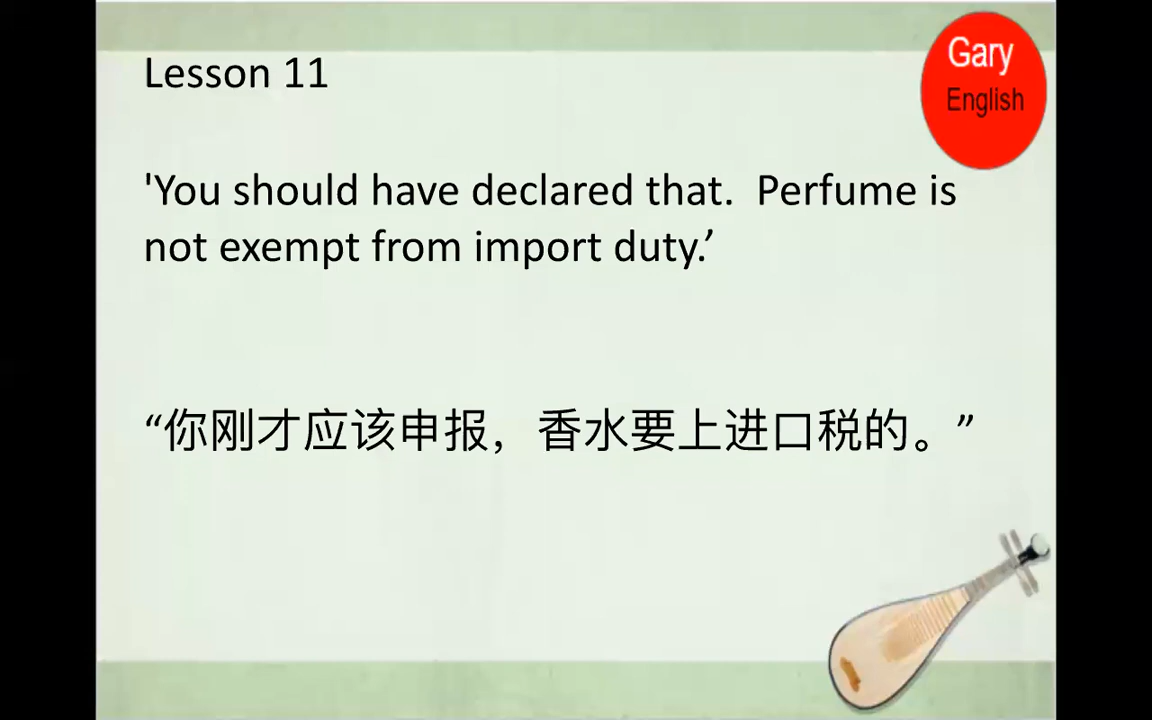 Lesson 11
Gary
English
'You should have declared that.  Perfume is
not exempt from import duty.’
“你刚才应该申报，香水要上进口税的。”